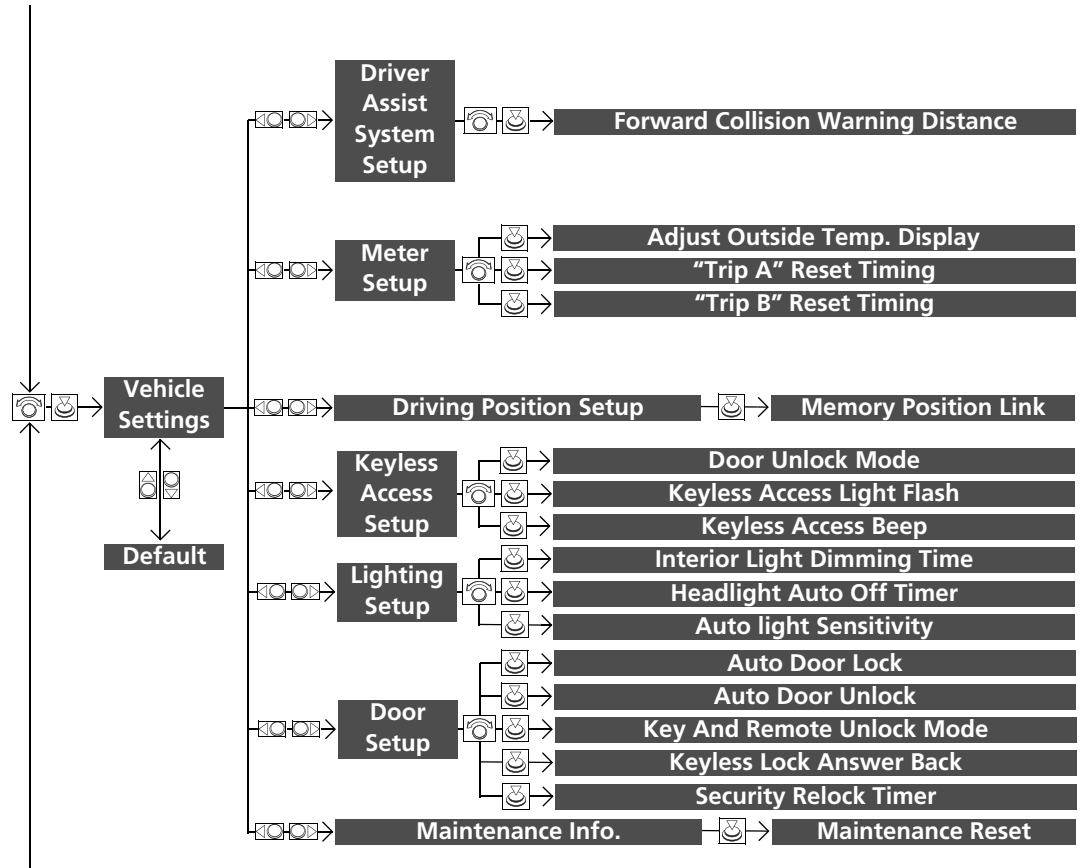 Driver
Assist
System
Setup
Forward Collision Warning Distance
Meter
Setup
Adjust Outside Temp. Display
“Trip A” Reset Timing
“Trip B” Reset Timing
Vehicle
Settings
Default
Driving Position Setup
Memory Position Link
Keyless
Access
Setup
Door Unlock Mode
Keyless Access Light Flash
Keyless Access Beep
Lighting
Setup
Interior Light Dimming Time
Headlight Auto Off Timer
Auto light Sensitivity
Door
Setup
Auto Door Lock
Auto Door Unlock
Key And Remote Unlock Mode
Keyless Lock Answer Back
Security Relock Timer
Maintenance Info.
Maintenance Reset